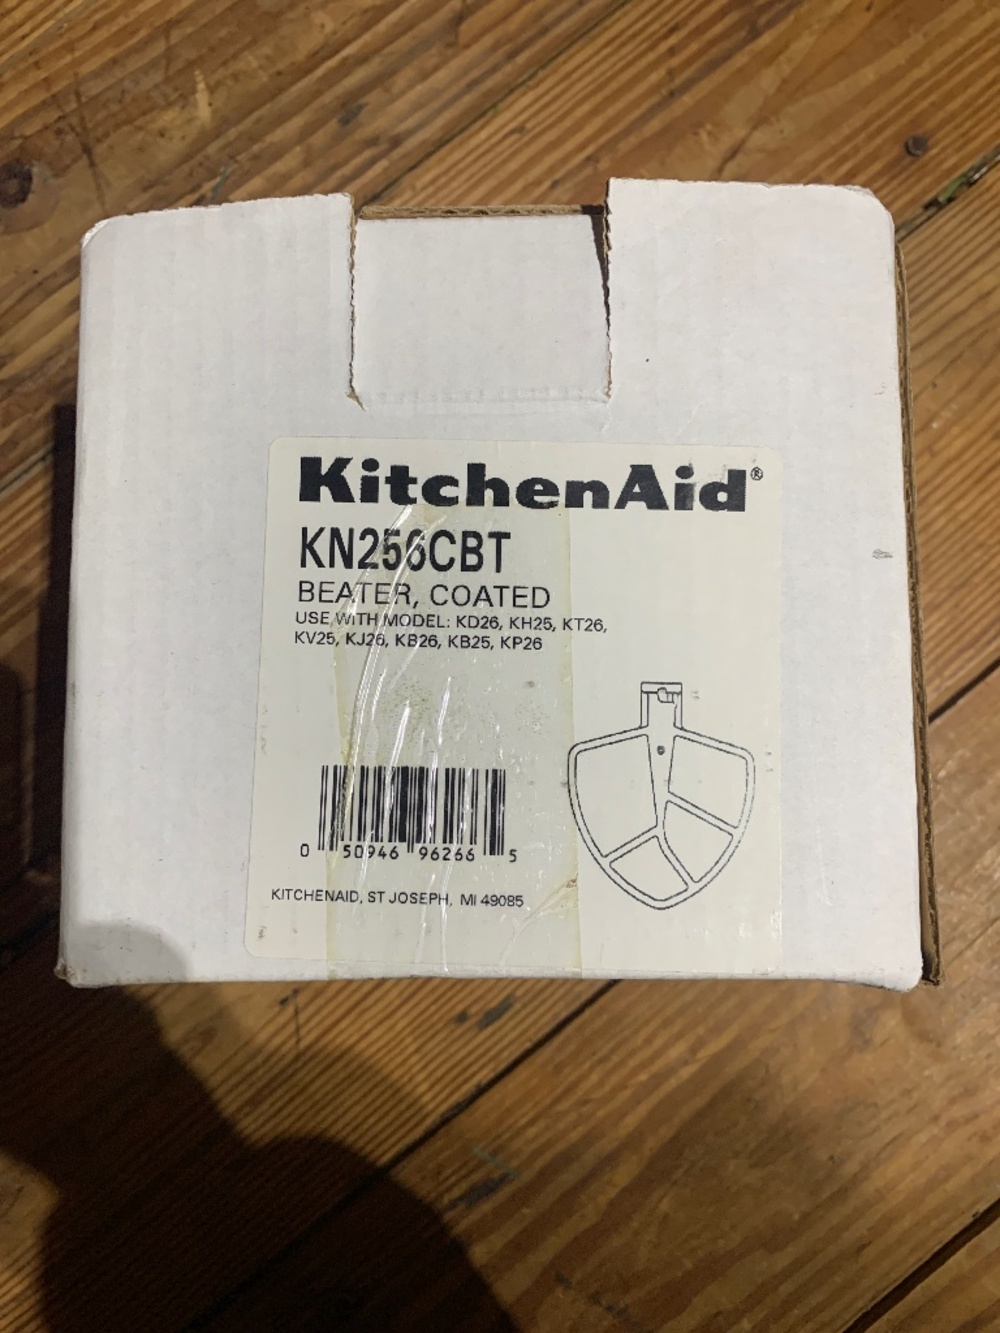 KitchenAid®
KN256CBT
BEATER, COATED
USE WITH MODEL: KD26, KH25, KT26,
KV25, KJ26, KB26, KB25, KP26
0 50946 96266 5
KITCHENAID, ST JOSEPH, MI 49085